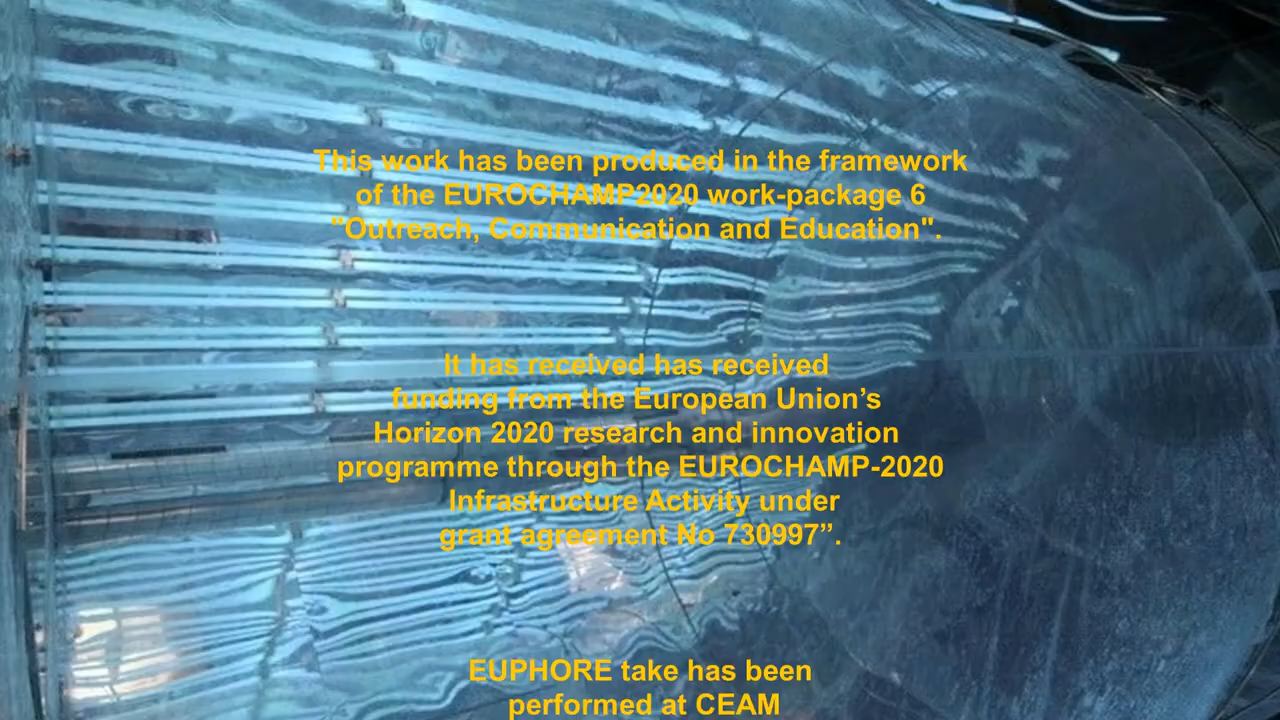 This work has been produced in the framework
of the EUROCHAMP2020 work-package 6
"Outreach, Communication and Education".
It has received has received
funding from the European Union’s
Horizon 2020 research and innovation
programme through the EUROCHAMP-2020
Infrastructure Activity under
grant agreement No 730997”.
EUPHORE take has been
performed at CEAM